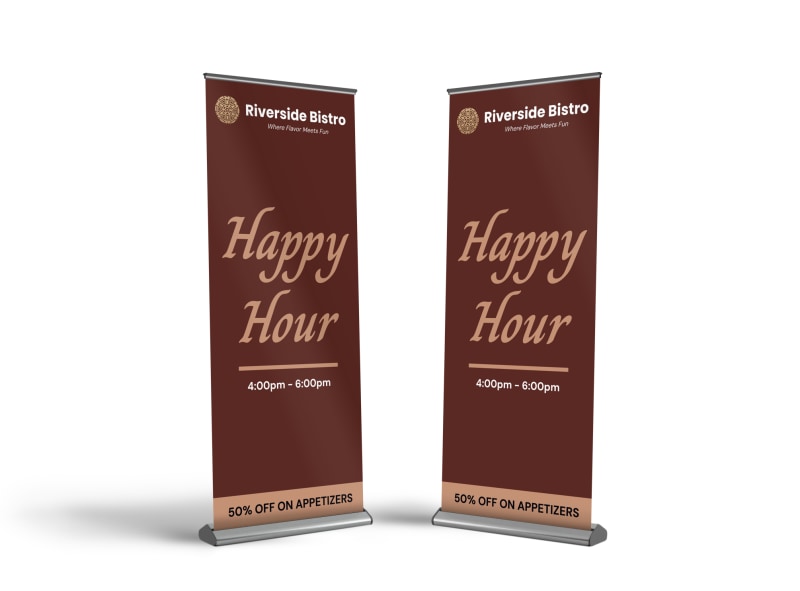 Riverside Bistro
Where Flavor Meets Fun
Happy
Hour
4:00pm - 6:00pm
50% OFF ON APPETIZERS
Riverside Bistro
Where Flavor Meets Fun
Happy
Hour
4:00pm - 6:00pm
50% OFF ON APPETIZERS